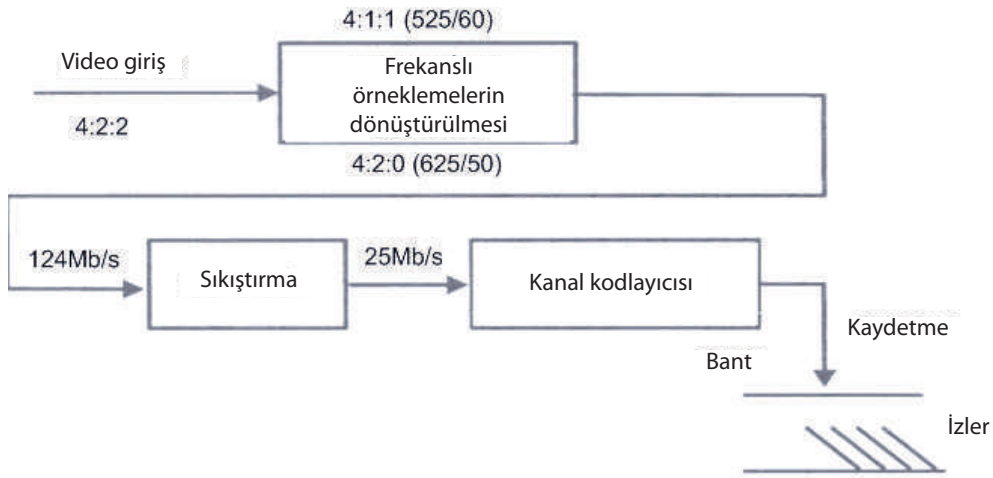 4:1:1 (525/60)
Video giriş
4:2:2
Frekanslı
örneklemelerin
dönüştürülmesi
4:2:0 (625/50)
124Mb/s
Sıkıştırma
25Mb/s
Kanal kodlayıcısı
Kaydetme
Bant
İzler